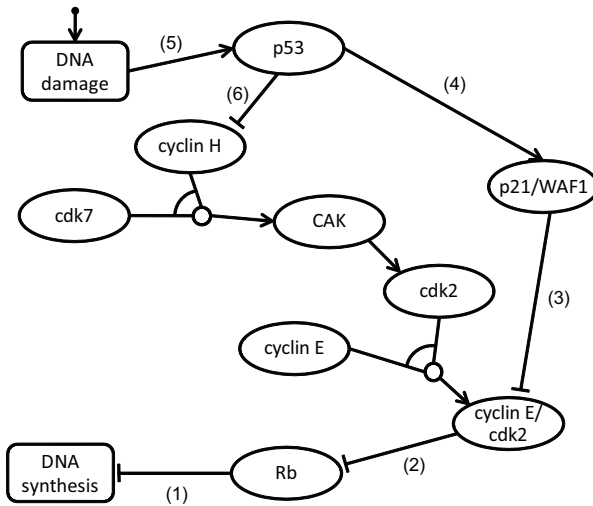 (5)
p53
DNA
damage
(6)
(4)
cyclin H
p21/WAF1
cdk7
CAK
cdk2
(3)
cyclin E
cyclin E/
cdk2
(2)
DNA
synthesis
Rb
(1)